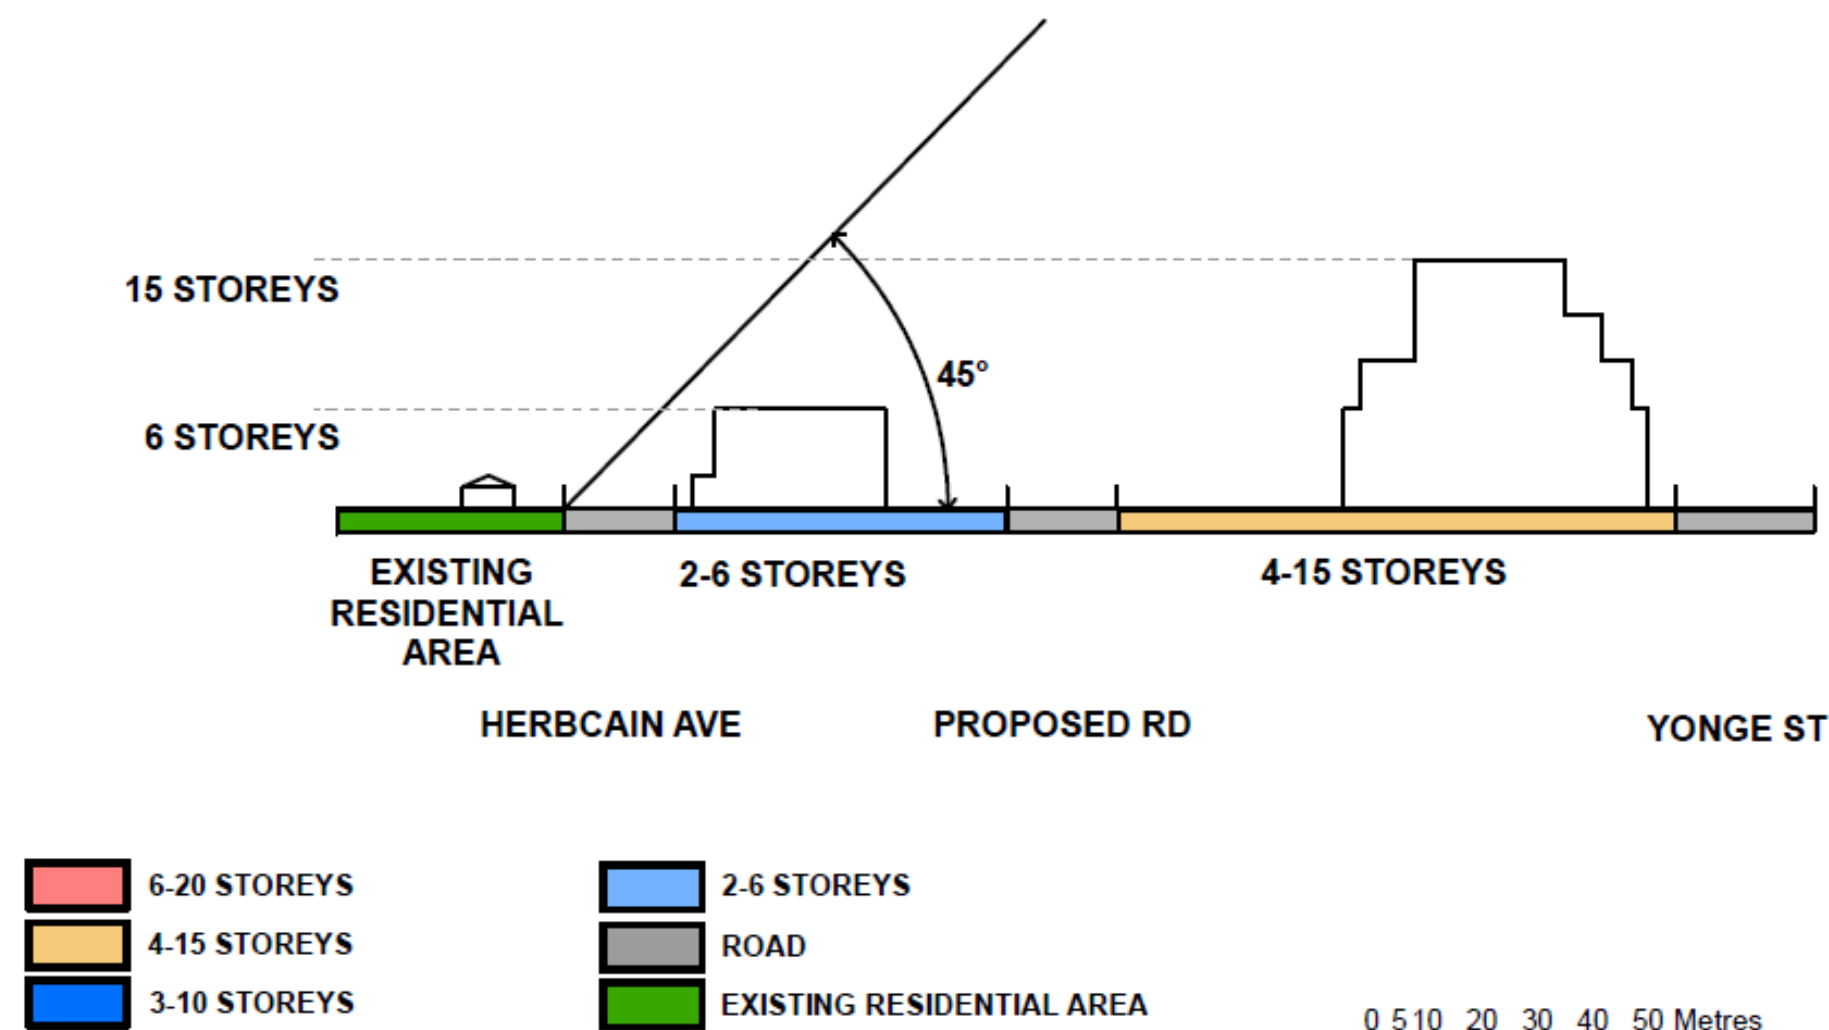 15 STOREYS
45°
6 STOREYS
EXISTING
RESIDENTIAL
AREA
2-6 STOREYS
4-15 STOREYS
HERBCAIN AVE
PROPOSED RD
YONGE ST
6-20 STOREYS
2-6 STOREYS
4-15 STOREYS
ROAD
3-10 STOREYS
EXISTING RESIDENTIAL AREA
0 5 10 20 30 40 50 Metres